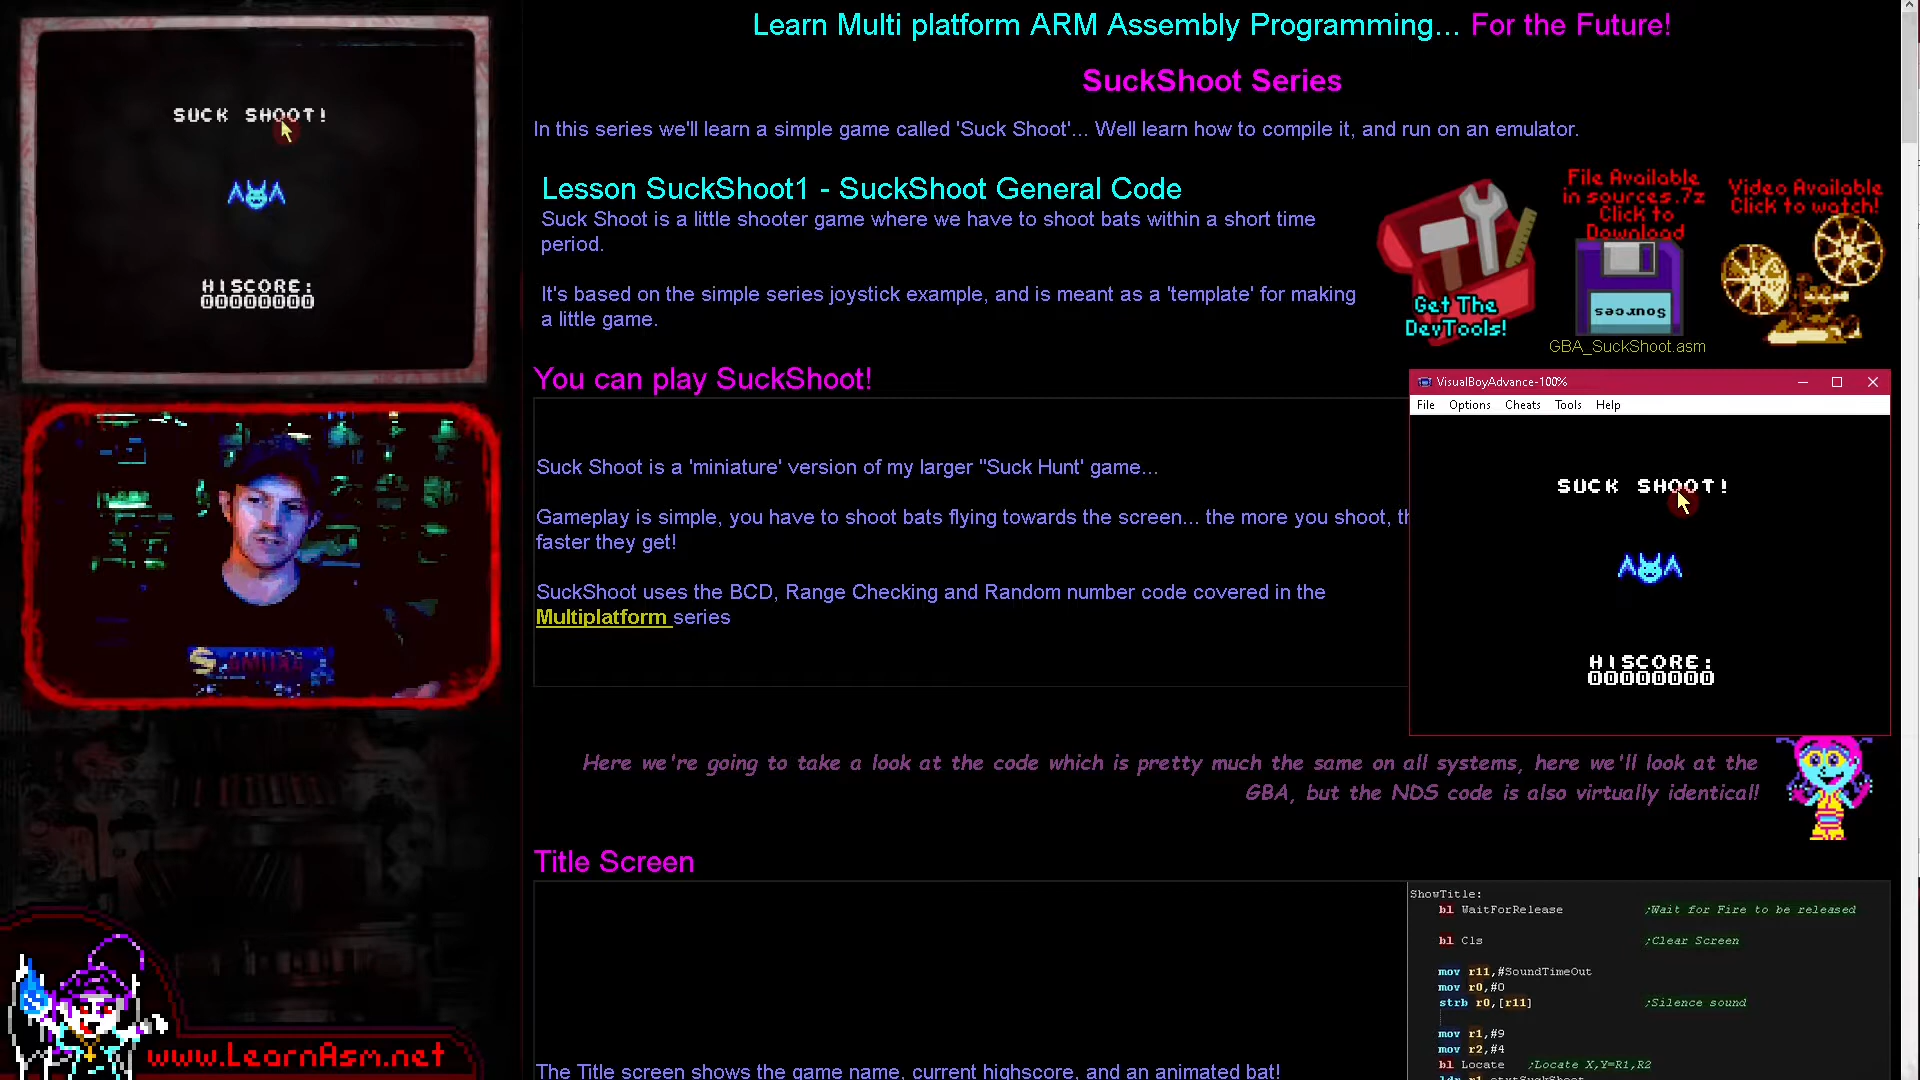 Learn Multi platform ARM Assembly Programming... For the Future!
SuckShoot Series
In this series we'll learn a simple game called 'Suck Shoot'... Well learn how to compile it, and run on an emulator.
SUCK SHOOT!
HISCORE:
00000000
Lesson SuckShoot1 - SuckShoot General Code
Suck Shoot is a little shooter game where we have to shoot bats within a short time
period.
It's based on the simple series joystick example, and is meant as a 'template' for making
a little game.
Get The
DevTools!
File Available
in sources.7z
Click to
Download
Sources
GBA_SuckShoot.asm
Video Available
Click to watch!
You can play SuckShoot!
Suck Shoot is a 'miniature' version of my larger "Suck Hunt' game...
Gameplay is simple, you have to shoot bats flying towards the screen... the more you shoot, th
faster they get!
SuckShoot uses the BCD, Range Checking and Random number code covered in the
Multiplatform series
VisualBoyAdvance-100%
File Options Cheats Tools Help
SUCK SHOOT!
HISCORE:
00000000
Here we're going to take a look at the code which is pretty much the same on all systems, here we'll look at the
GBA, but the NDS code is also virtually identical!
Title Screen
The Title screen shows the game name, current highscore, and an animated bat!
ShowTitle:
bl WaitForRelease ;Wait for Fire to be released
bl Cls ;Clear Screen
mov r11,#SoundTimeOut
mov r0,#0
strb r0,[r11] ;Silence sound
mov r1,#9
mov r2,#4
bl Locate ;Locate X,Y=R1,R2
www.LearnAsm.net